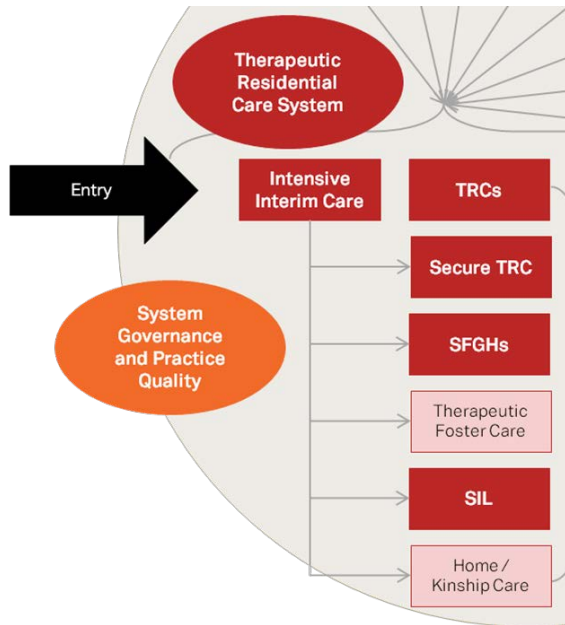 Therapeutic
Residential
Care System
Entry
Intensive
Interim Care
TRCs
Secure TRC
System
Governance
and Practice
Quality
SFGHs
Therapeutic
Foster Care
SIL
Home /
Kinship Care